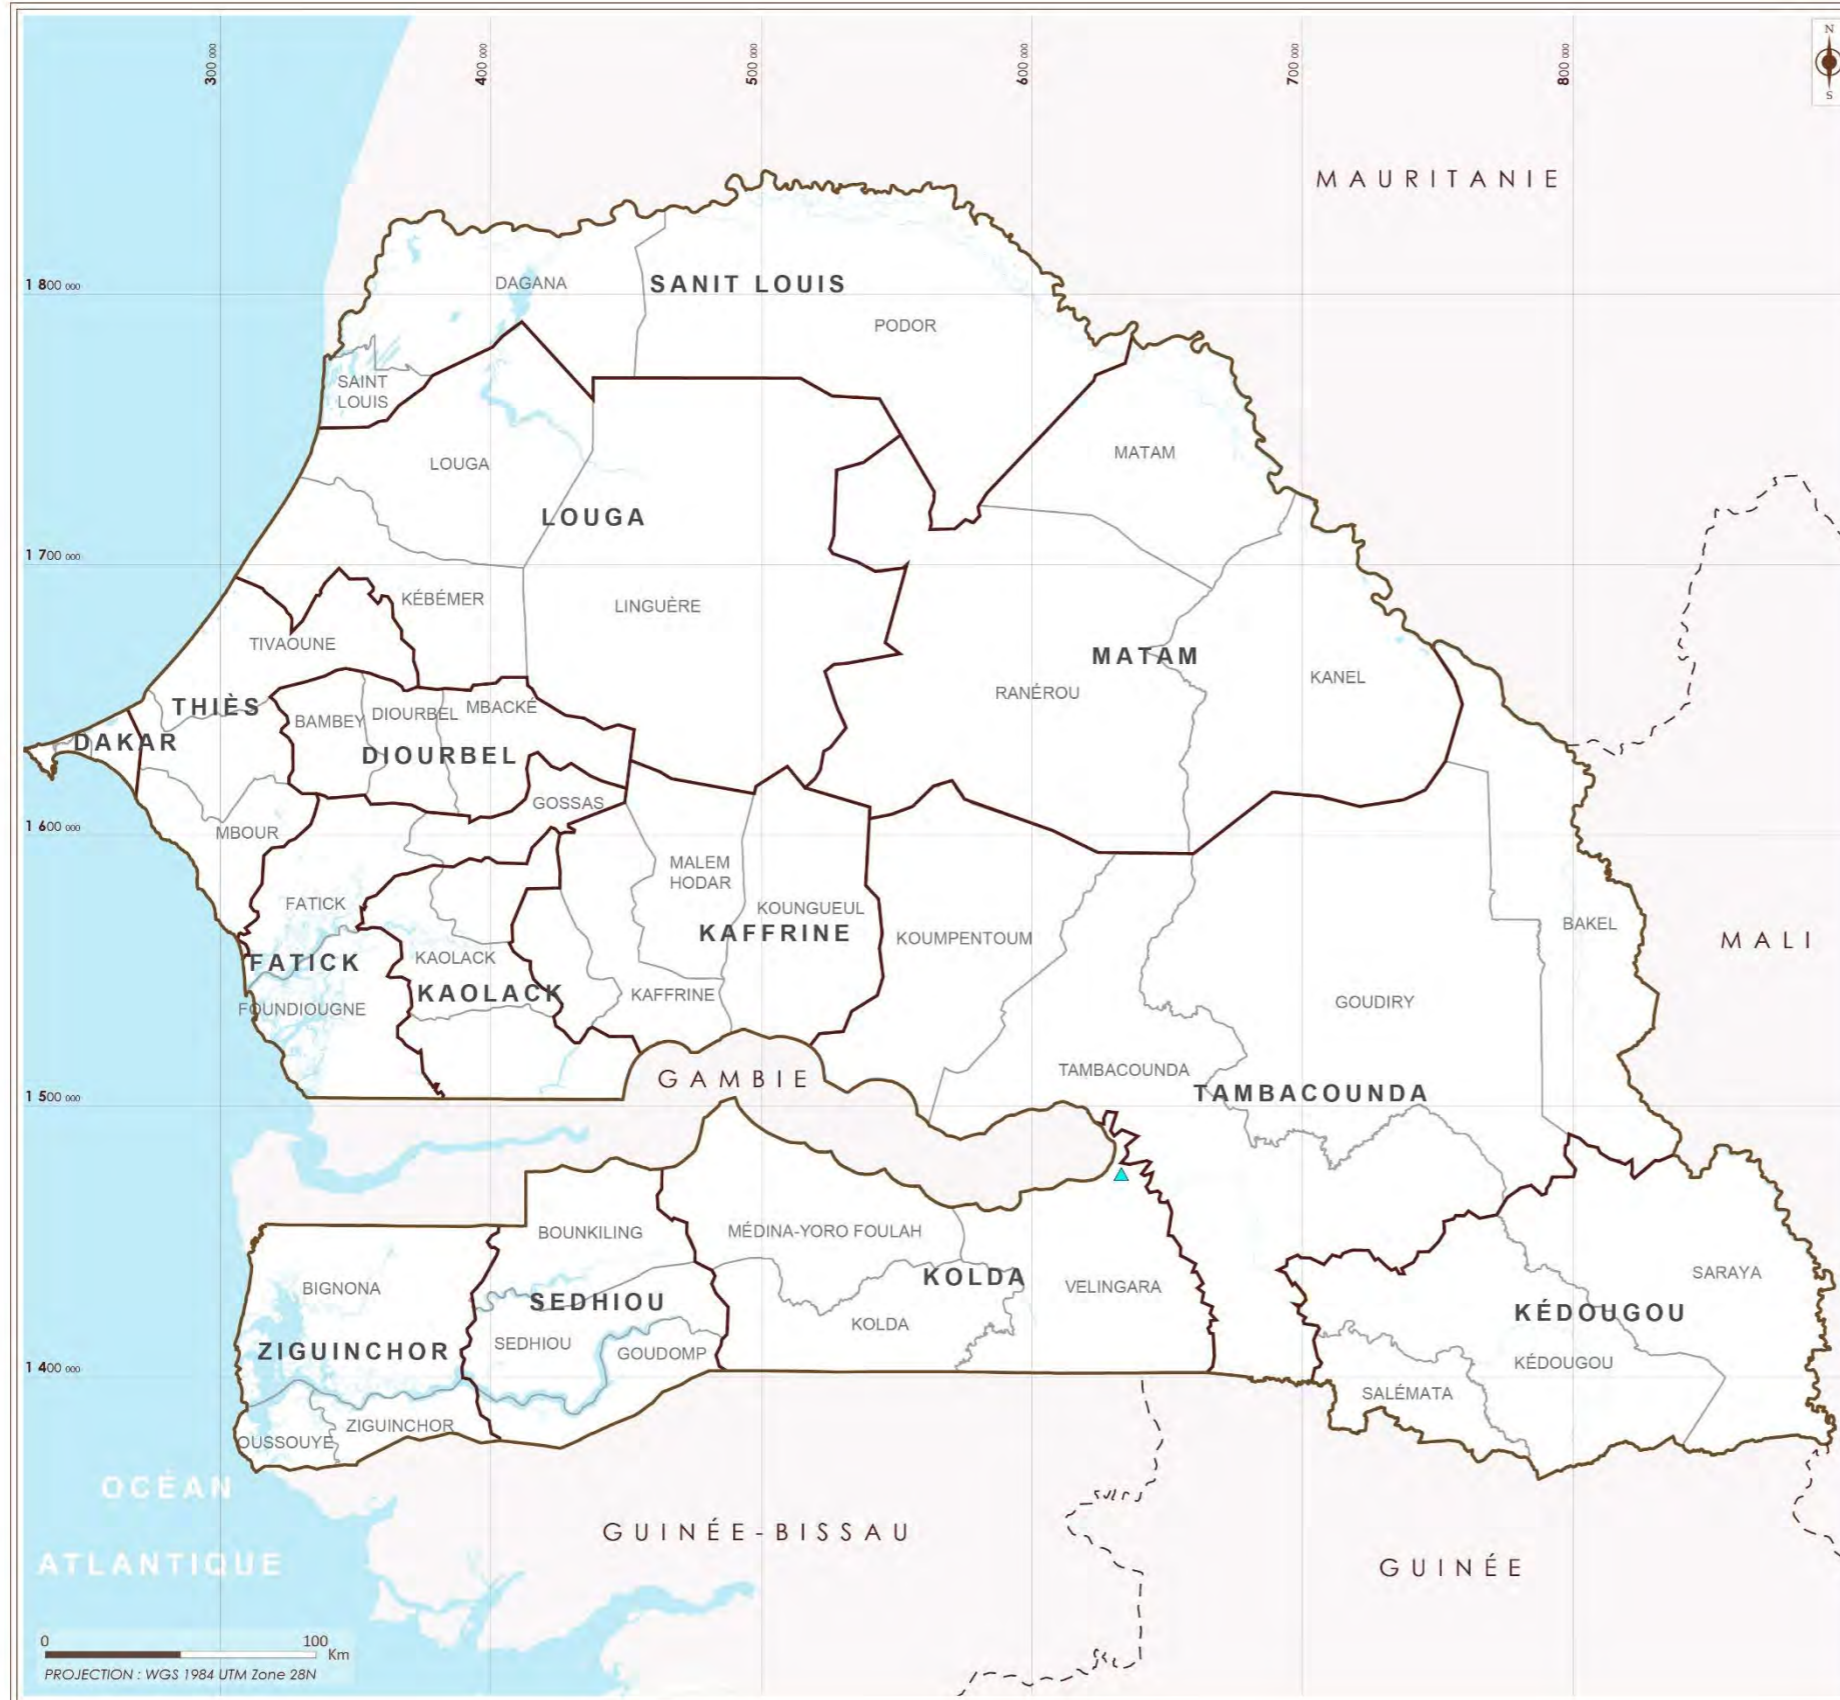 300 000
400 000
500 000
600 000
700 000
800 000
N
S
MAURITANIE
1 800 000
DAGANA
SANIT LOUIS
PODOR
SAINT
LOUIS
MATAM
LOUGA
LOUGA
1 700 000
KÉBÉMER
LINGUÈRE
TIVAOUNE
MATAM
KANEL
RANÉROU
THIÈS
MBACKÉ
DIOURBEL
BAMBEY
DAKAR
DIOURBEL
GOSSAS
1 600 000
MBOUR
MALEM
HODAR
FATICK
KOUNGUEUL
BAKEL
KAFFRINE
KOUMPENTOUM
MALI
KAOLACK
FATICK
KAOLACK
KAFFRINE
GOUDIRY
FOUNDIOUGNE
TAMBACOUNDA
GAMBIE
TAMBACOUNDA
1 500 000
MÉDINA-YORO FOULAH
BOUNKILING
SARAYA
KOLDA
BIGNONA
VELINGARA
SEDHIOU
KÉDOUGOU
KOLDA
SEDHIOU
ZIGUINCHOR
GOUDOMP
KÉDOUGOU
1 400 000
SALÉMATA
ZIGUINCHOR
OUSSOUYE
OCÉAN
GUINÉE-BISSAU
ATLANTIQUE
GUINÉE
0 100
Km
PROJECTION : WGS 1984 UTM Zone 28N